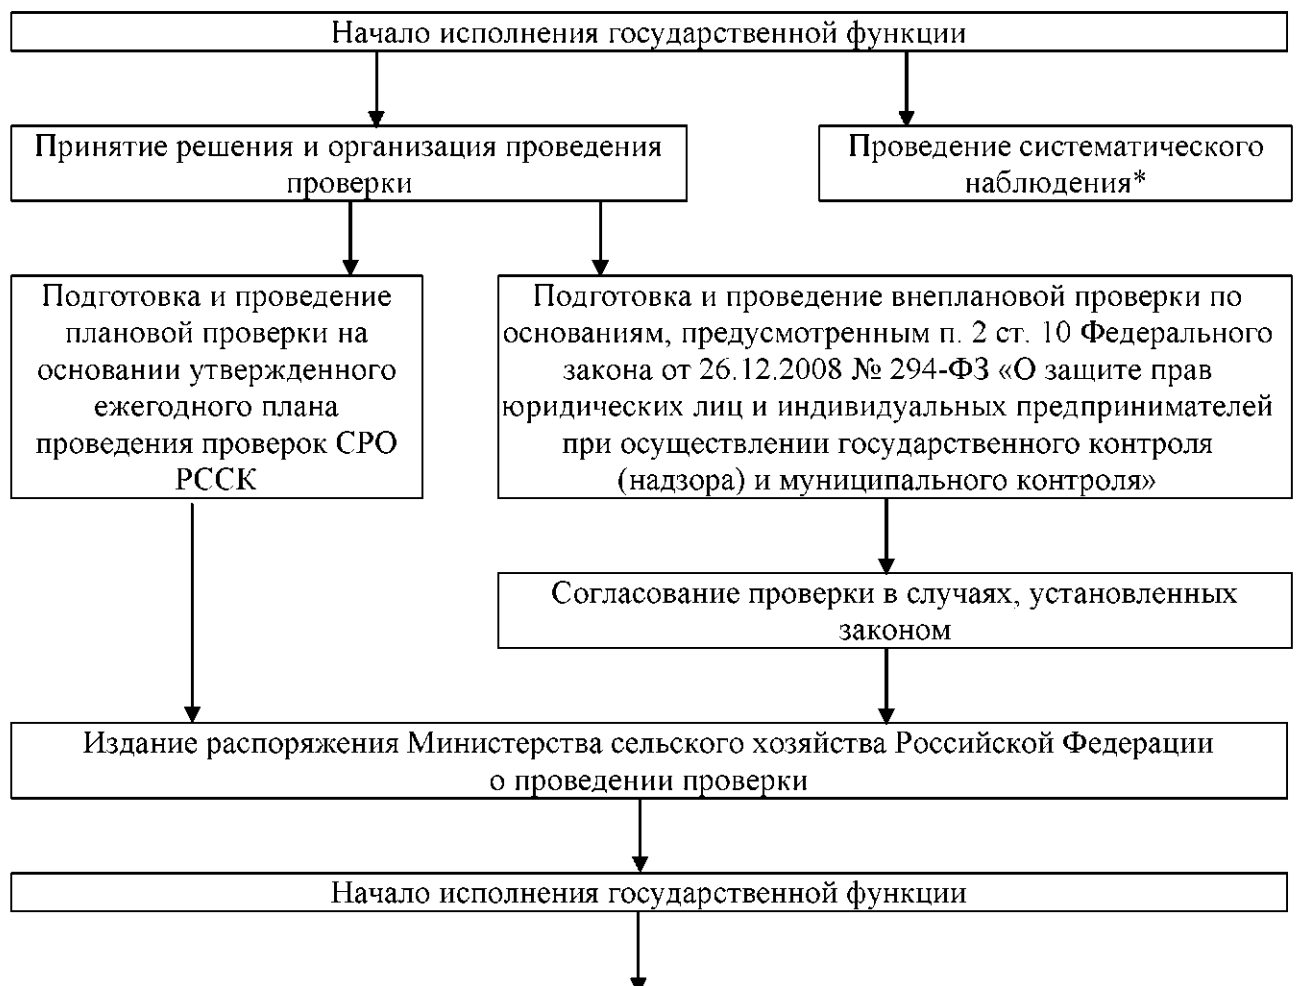 Начало исполнения государственной функции
Принятие решения и организация проведения
проверки
Проведение систематического
наблюдения*
Подготовка и проведение
плановой проверки на
основании утвержденного
ежегодного плана
проведения проверок СРО
РССК
Подготовка и проведение внеплановой проверки по
основаниям, предусмотренным п. 2 ст. 10 Федерального
закона от 26.12.2008 № 294-ФЗ «О защите прав
юридических лиц и индивидуальных предпринимателей
при осуществлении государственного контроля
(надзора) и муниципального контроля»
Согласование проверки в случаях, установленных
законом
Издание распоряжения Министерства сельского хозяйства Российской Федерации
о проведении проверки
Начало исполнения государственной функции